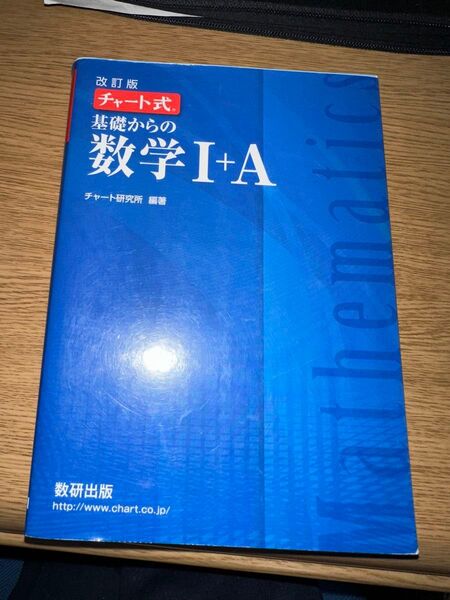 改訂版
チャート式®
基礎からの
数学I+A
チャート研究所 編著
Mathematics
数研出版
http://www.chart.co.jp/